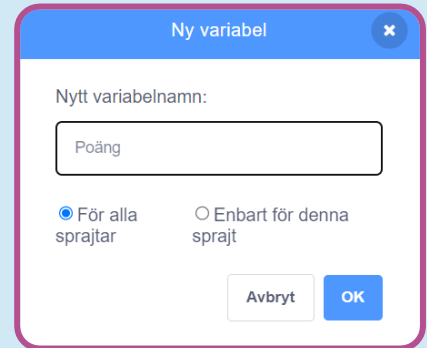 Ny variabel
Nytt variabelnamn:
Poäng
För alla sprajtar
Enbart för denna sprajt
Avbryt
OK